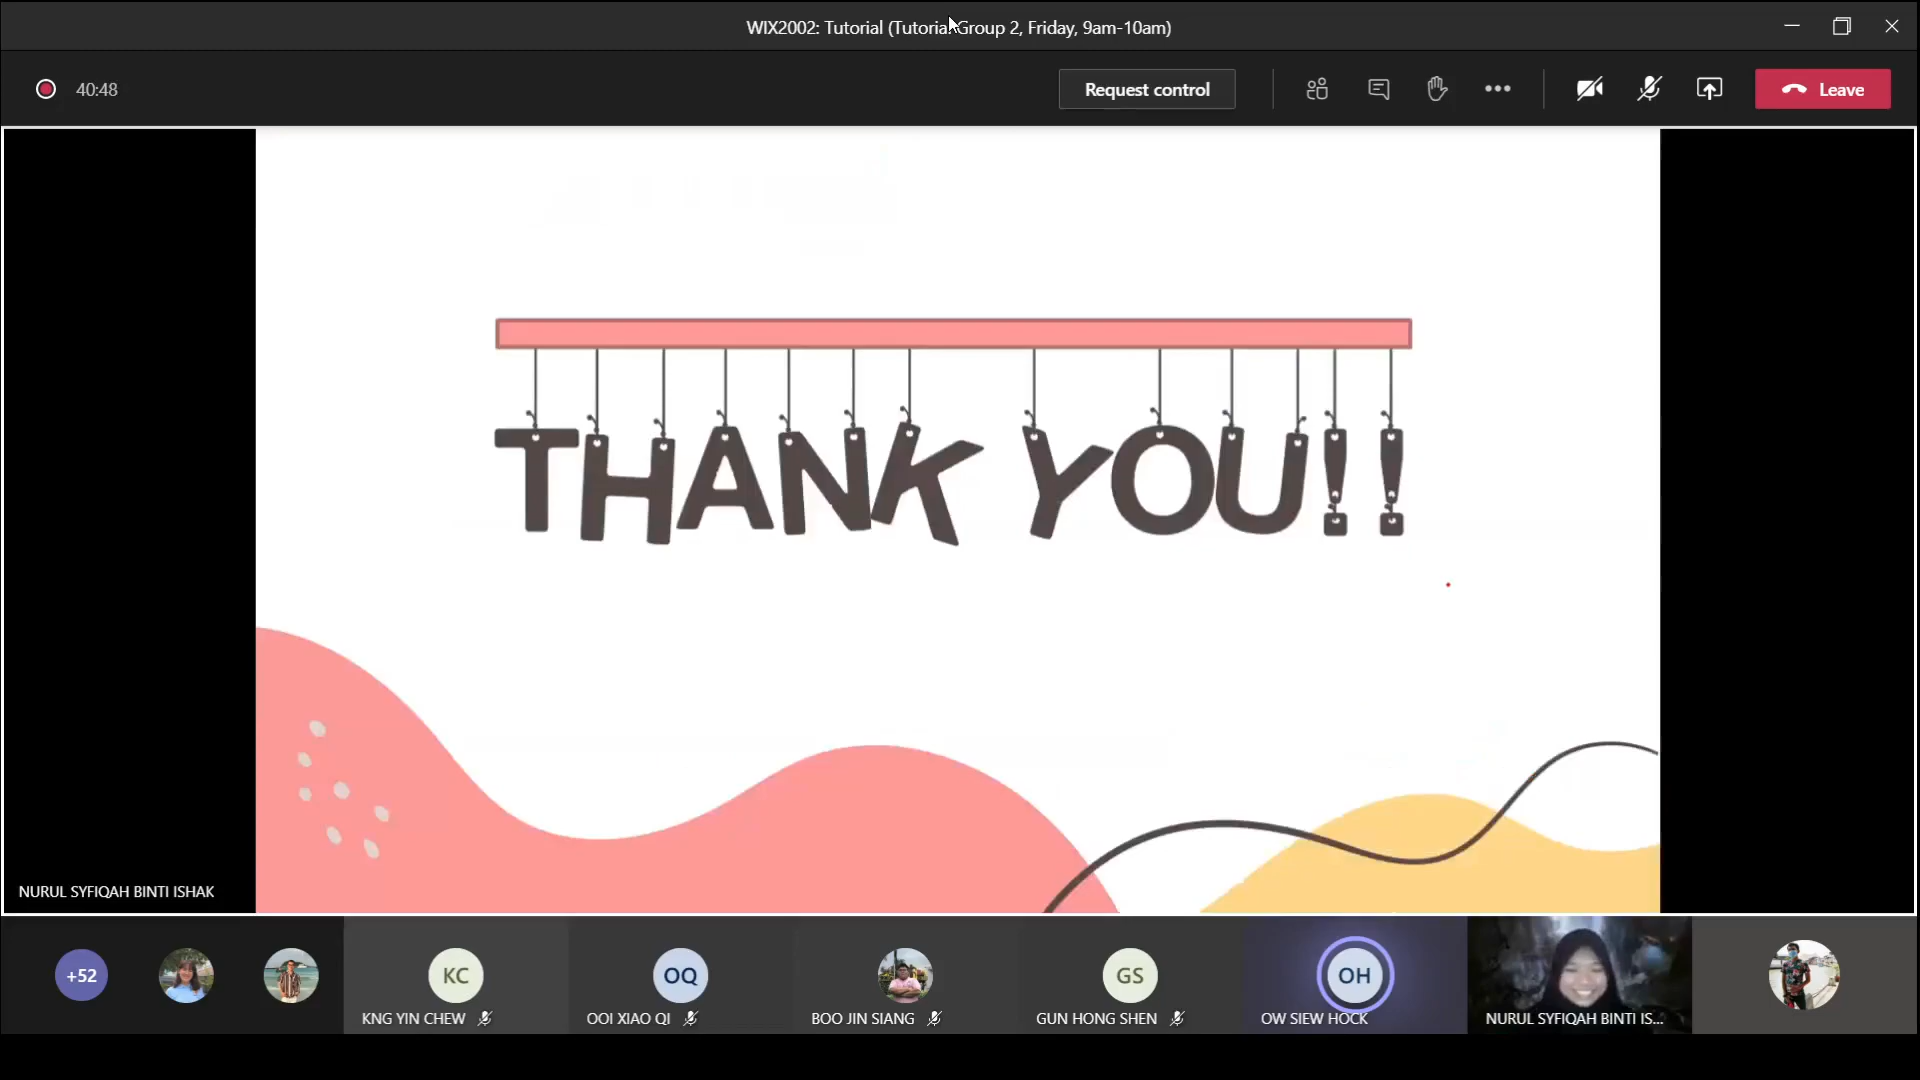 WIX2002: Tutorial (Tutorial Group 2, Friday, 9am-10am)
40:48
Request control
Leave
THANK YOU!!
NURUL SYFIQAH BINTI ISHAK
+52
KC
OQ
GS
OH
KNG YIN CHEW
OOI XIAO QI
BOO JIN SIANG
GUN HONG SHEN
OW SIEW HOCK
NURUL SYFIQAH BINTI IS...